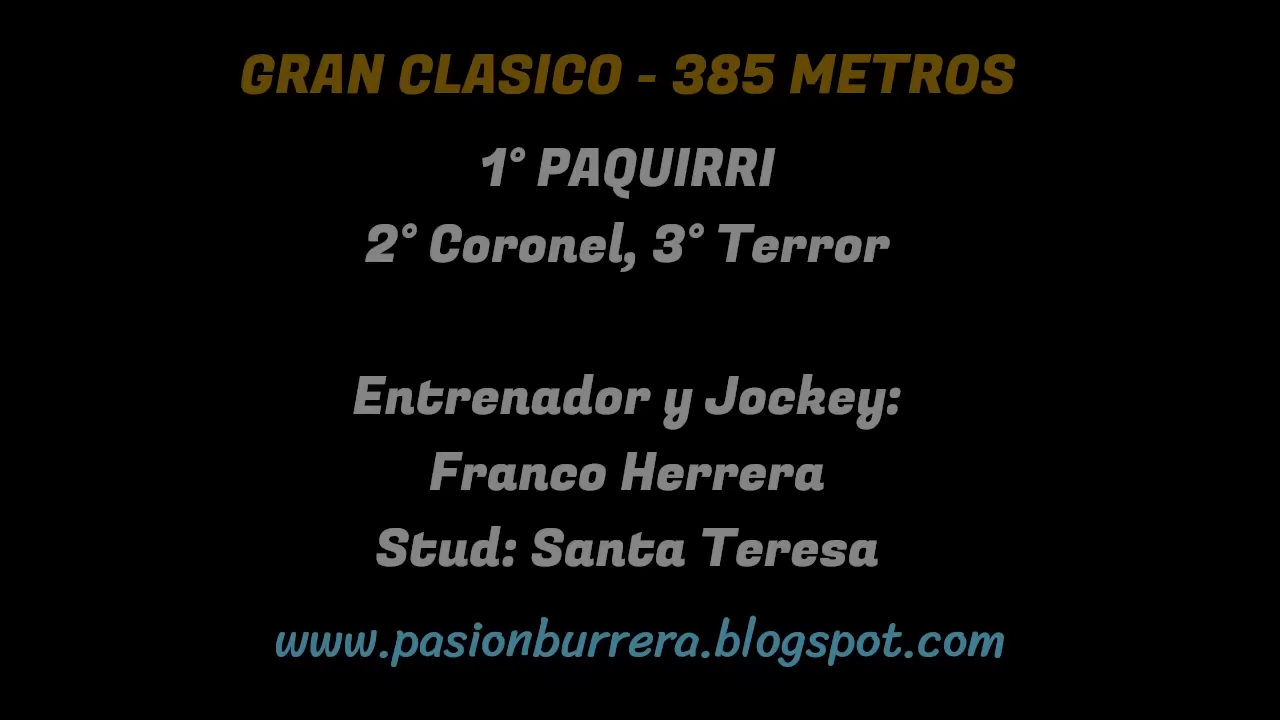 GRAN CLASICO - 385 METROS
1° PAQUIRRI
2° Coronel, 3° Terror
Entrenador y Jockey:
Franco Herrera
Stud: Santa Teresa
www.pasionburrera.blogspot.com